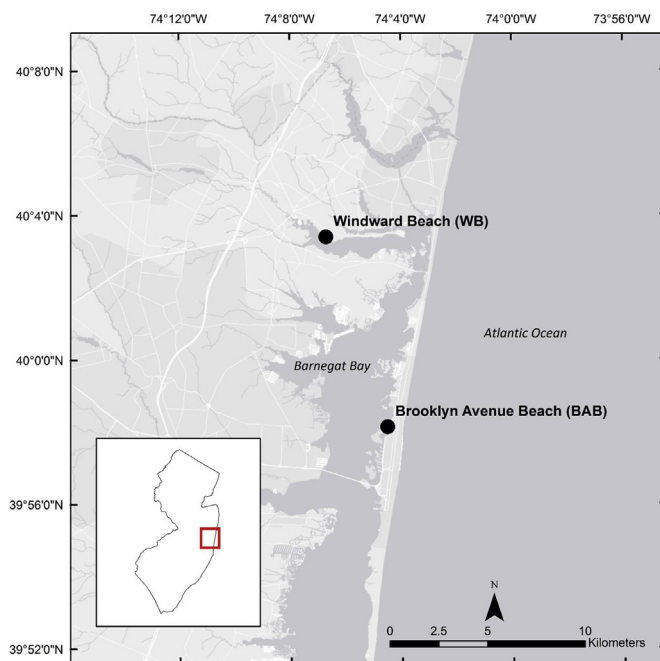 74°12'0"W 74°8'0"W 74°4'0"W 74°0'0"W 73°56'0"W
40°8'0"N
40°4'0"N
Windward Beach (WB)
Atlantic Ocean
40°0'0"N
Barnegat Bay
Brooklyn Avenue Beach (BAB)
39°56'0"N
N
0 2.5 5 10
Kilometers
39°52'0"N